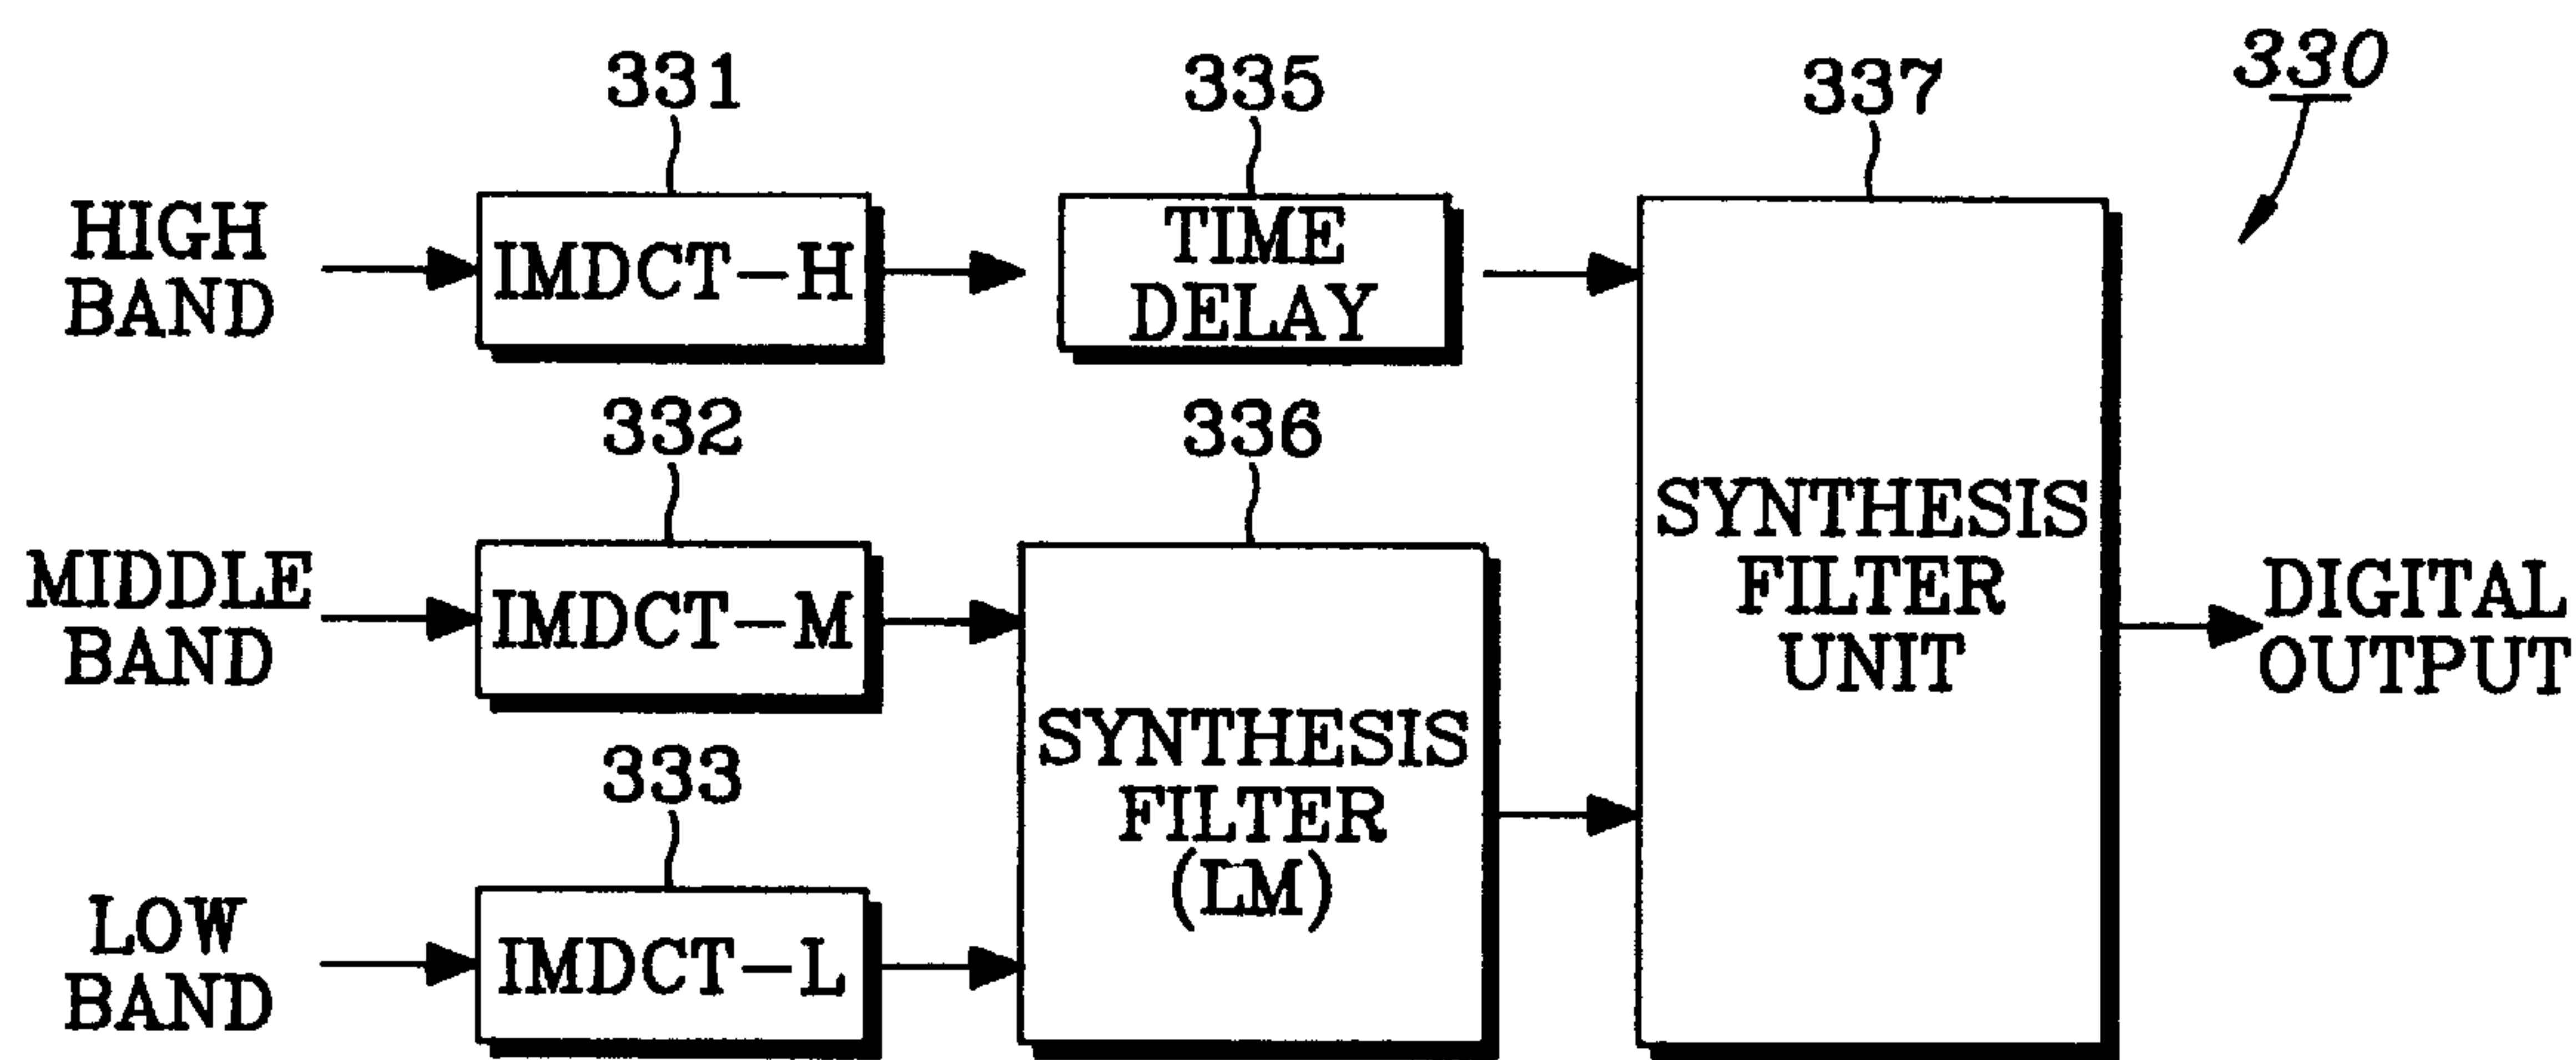 331
335
337
330
HIGH
BAND
IMDCT-H
TIME
DELAY
332
336
MIDDLE
BAND
IMDCT-M
SYNTHESIS
FILTER
UNIT
DIGITAL
OUTPUT
333
SYNTHESIS
FILTER
(LM)
LOW
BAND
IMDCT-L